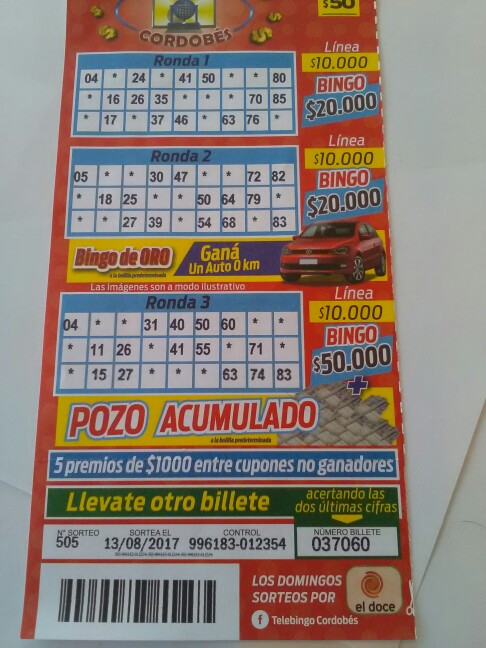 $50
CORDOBÉS
Ronda 1
04 * 24 * 41 50 * * 80
* 16 26 35 * * * 70 85
* 17 * 37 46 * 63 76 *
Línea
$10.000
BINGO
$20.000
Ronda 2
05 * * 30 47 * * 72 82
* 18 25 * * 50 64 79 *
* * 27 39 * 54 68 * 83
Línea
$10.000
BINGO
$20.000
Bingo de ORO
a la bolilla predeterminada
Ganá
Un Auto 0 km
Las Imágenes son a modo ilustrativo
Ronda 3
04 * * 31 40 50 60 * *
* 11 26 * 41 55 * 71 *
* 15 27 * * * 63 74 83
Línea
$10.000
BINGO
$50.000
+
POZO ACUMULADO
a la bolilla predeterminada
5 premios de $1000 entre cupones no ganadores
Llevate otro billete
acertando las
dos últimas cifras
N° SORTEO
505
SORTEA EL
13/08/2017
CONTROL
996183-012354
NÚMERO BILLETE
037060
LOS DOMINGOS
SORTEOS POR
el doce
f Telebingo Cordobés